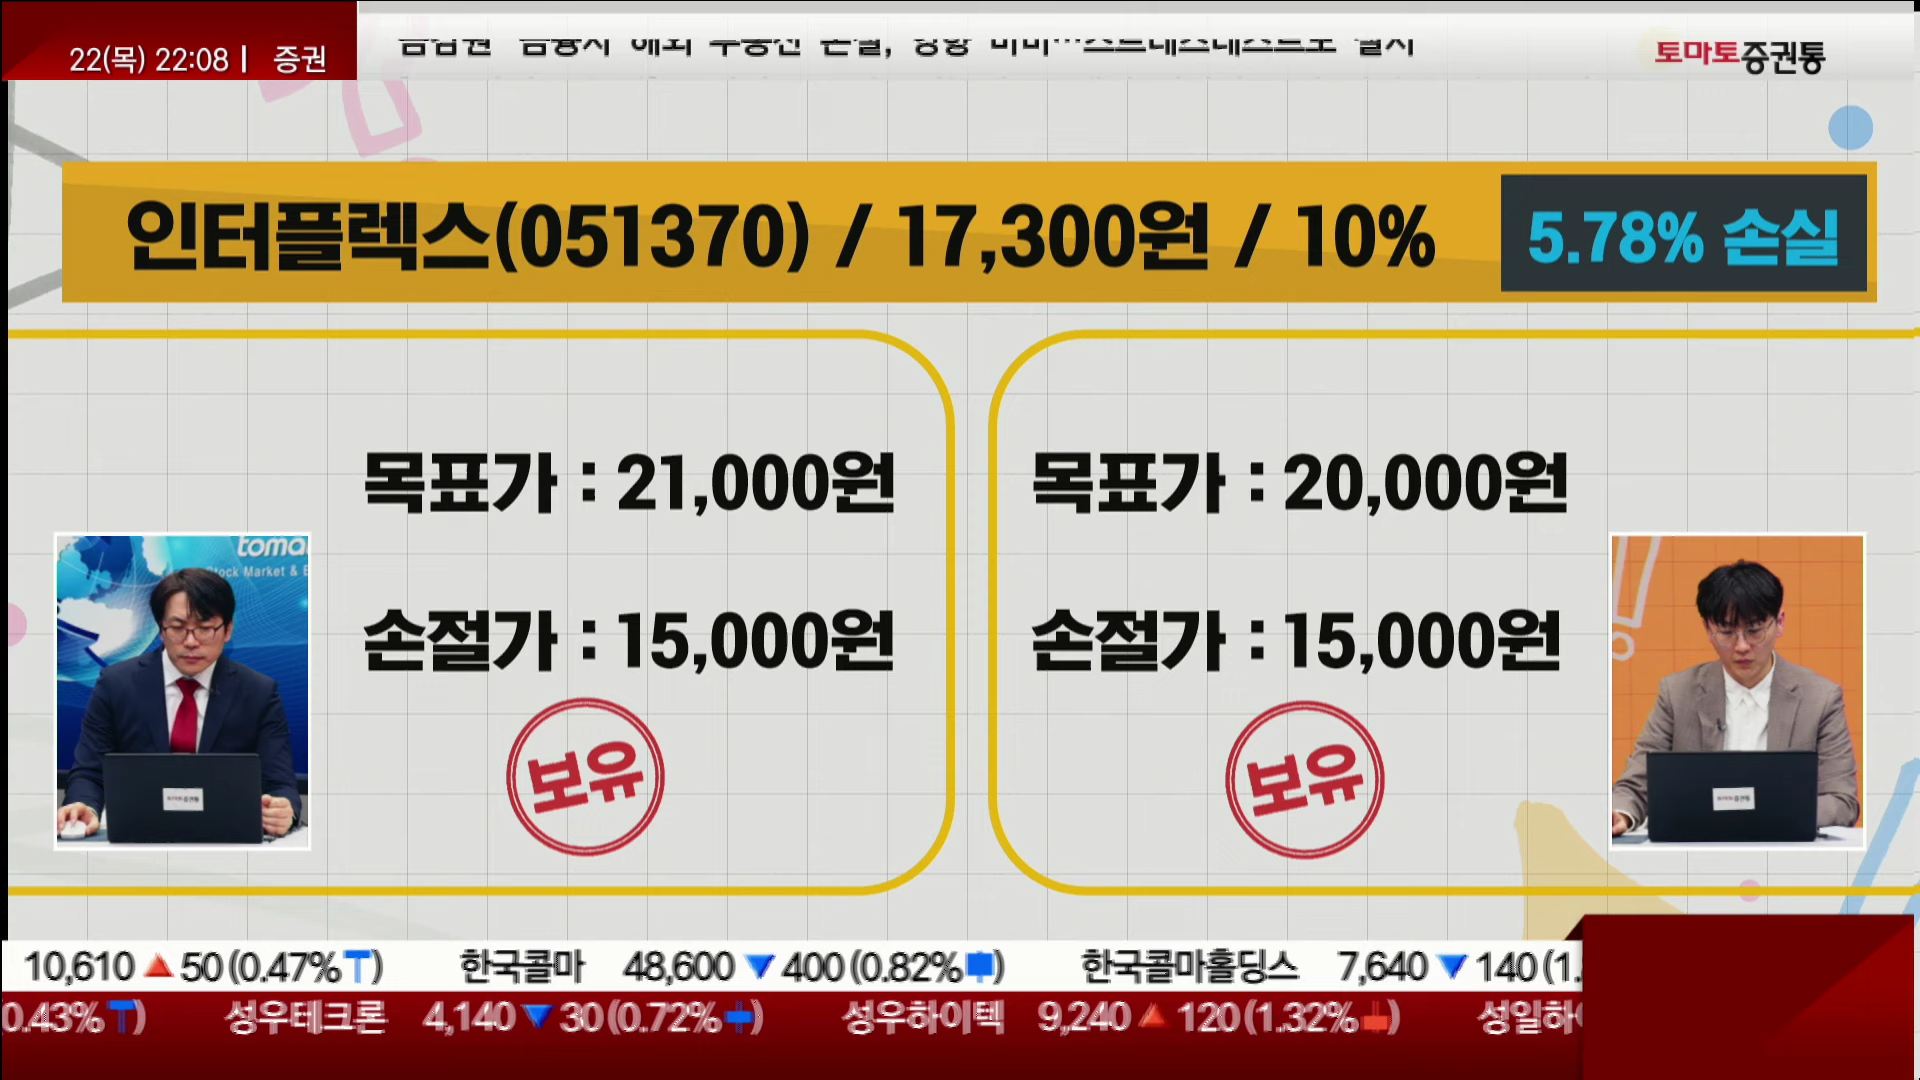 22(목) 22:08 | 증권
토마토증권통
인터플렉스(051370) / 17,300원 / 10%
5.78% 손실
목표가 : 21,000원
손절가 : 15,000원
보유
목표가 : 20,000원
손절가 : 15,000원
보유
10,610 ▲ 50 (0.47%) 한국콜마 48,600 ▼ 400 (0.82%) 한국콜마홀딩스 7,640 ▼ 140 (1.
0.43%) 성우테크론 4,140 ▼ 30 (0.72%) 성우하이텍 9,240 ▲ 120 (1.32%) 성일하